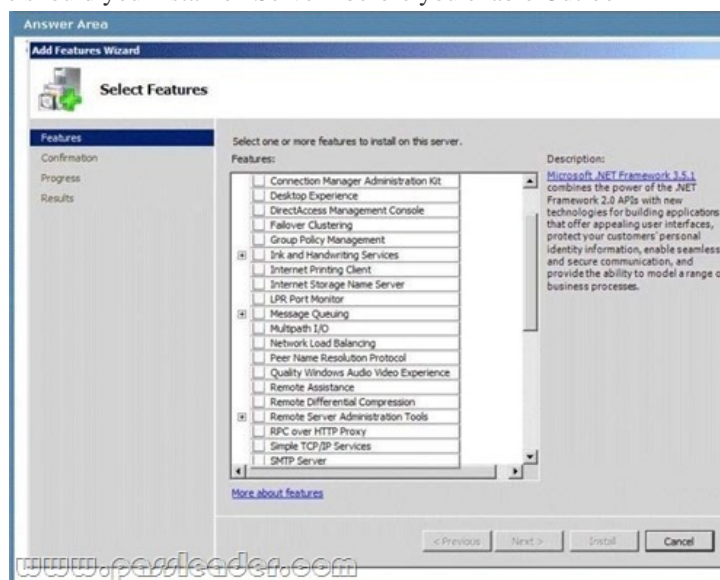 Answer Area
Add Features Wizard
Select Features
Features
Confirmation
Progress
Results
Select one or more features to install on this server.
Features:
Connection Manager Administration Kit
Desktop Experience
DirectAccess Management Console
Failover Clustering
Group Policy Management
Ink and Handwriting Services
Internet Printing Client
Internet Storage Name Server
LPR Port Monitor
Message Queuing
Multipath I/O
Network Load Balancing
Peer Name Resolution Protocol
Quality Windows Audio Video Experience
Remote Assistance
Remote Differential Compression
Remote Server Administration Tools
RPC over HTTP Proxy
Simple TCP/IP Services
SMTP Server
Description:
Microsoft .NET Framework 3.5.1
combines the power of the .NET
Framework 2.0 APIs with new
technologies for building applications
that offer appealing user interfaces,
protect your customers' personal
identity information, enable seamless
and secure communication, and
provide the ability to model a range
business processes.
More about features
< Previous
Next >
Install
Cancel
www.passleader.com